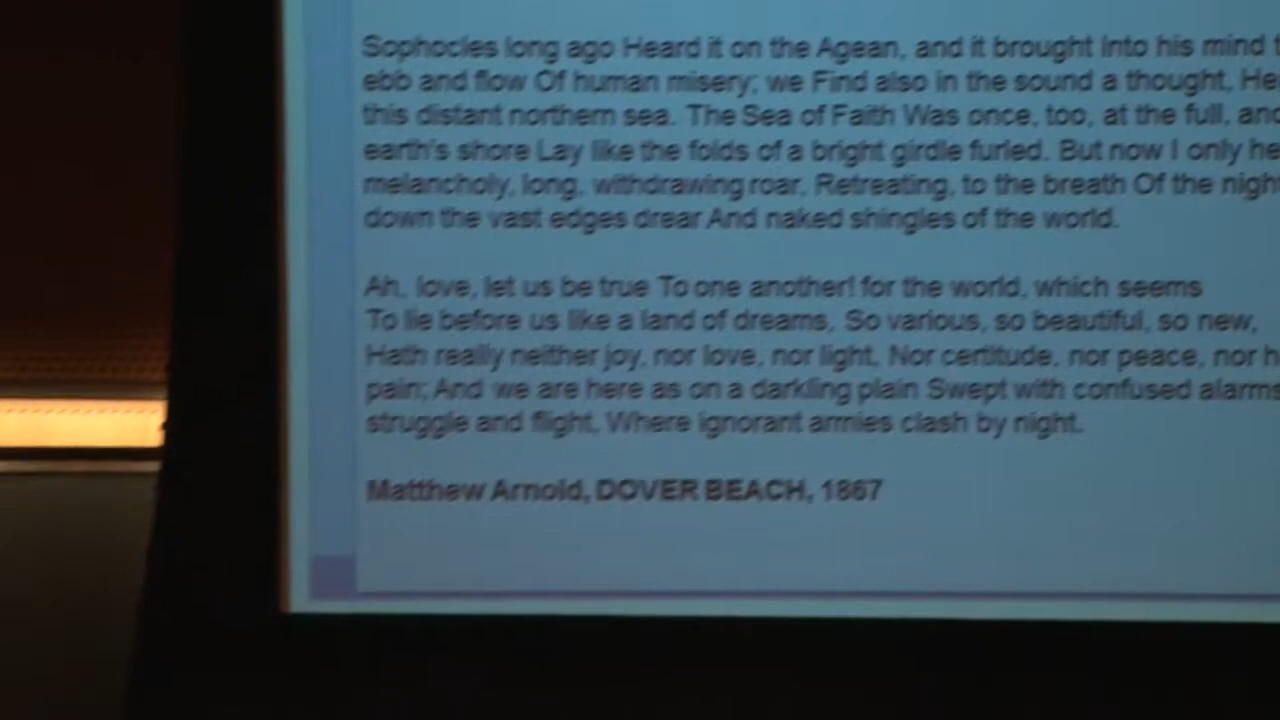 Sophocles long ago Heard it on the Agean, and it brought Into his mind
ebb and flow Of human misery; we Find also in the sound a thought, He
this distant northern sea. The Sea of Faith Was once, too, at the full, and
earth's shore Lay like the folds of a bright girdle furled. But now I only he
melancholy, long, withdrawing roar, Retreating, to the breath Of the nigh
down the vast edges drear And naked shingles of the world.
Ah, love, let us be true To one another! for the world, which seems
To lie before us like a land of dreams, So various, so beautiful, so new,
Hath really neither joy, nor love, nor light, Nor certitude, nor peace, nor h
pain; And we are here as on a darkling plain Swept with confused alarms
struggle and flight, Where ignorant armies clash by night.
Matthew Arnold, DOVER BEACH, 1867